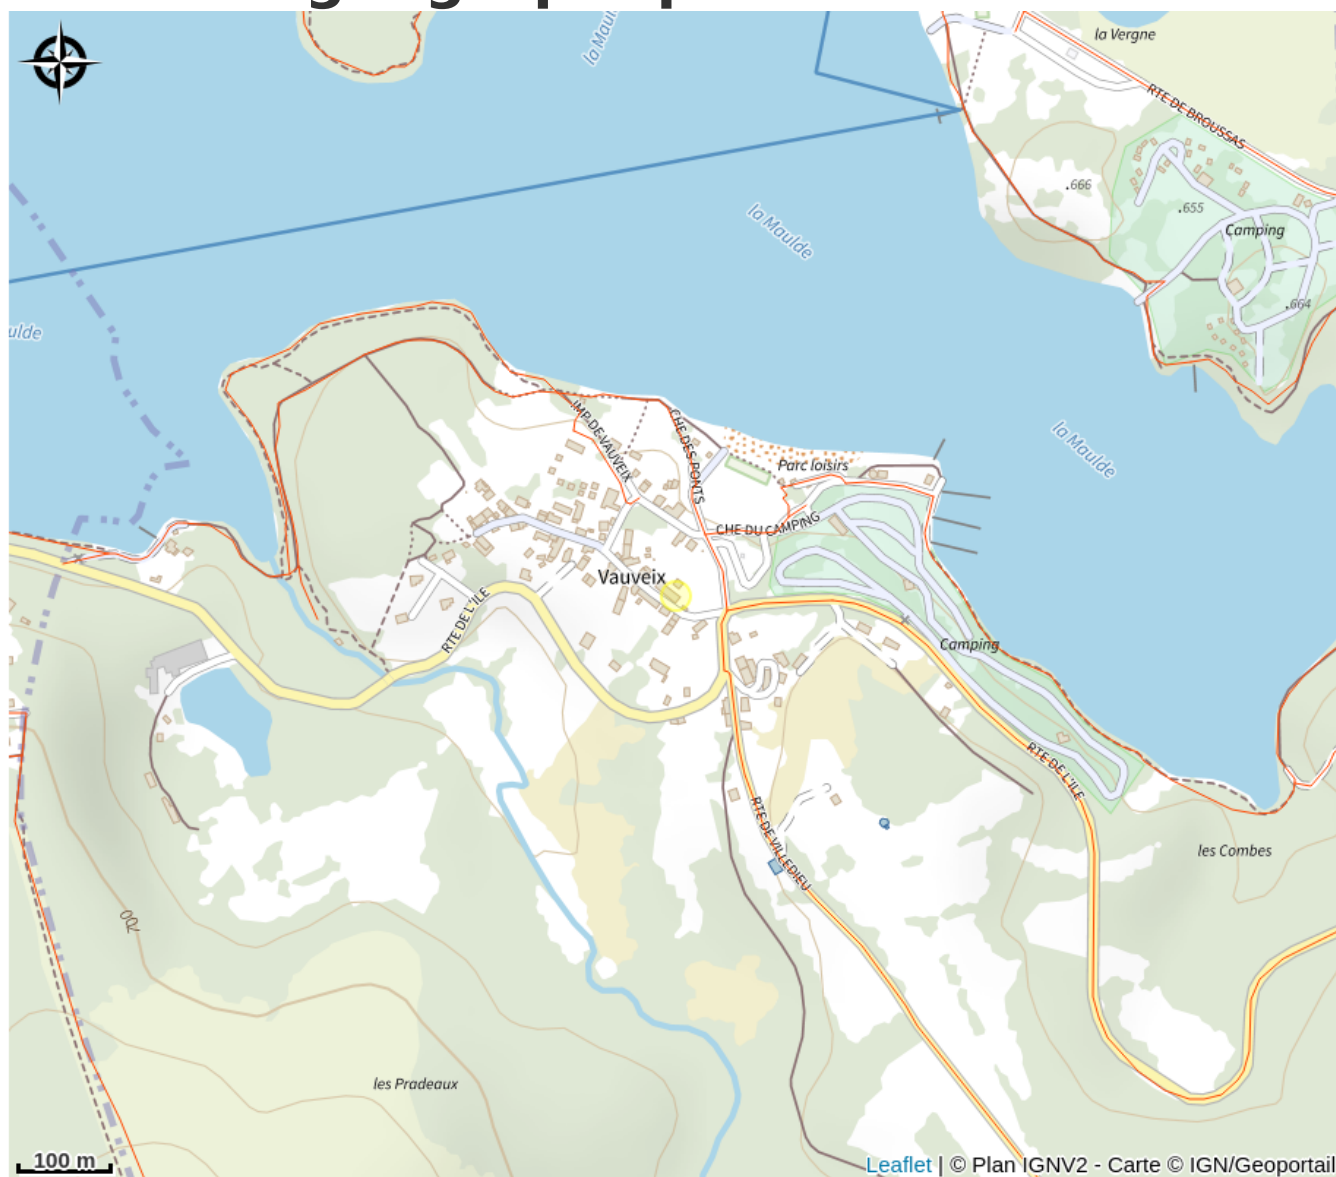 la Vergne
la Mau
RTE DE BROUSSAS
.666
.655
la Maulde
Camping
.664
ulde
la Maulde
IMP DE VAUVEIX
CHE DES PONTS
Parc loisirs
CHE DU CAMPING
Vauveix
RTE DE L'ILE
Camping
RTE DE L'ILE
RTE DE VILLEDIEU
les Combes
700
les Pradeaux
100 m
Leaflet | © Plan IGNV2 - Carte © IGN/Geoportail